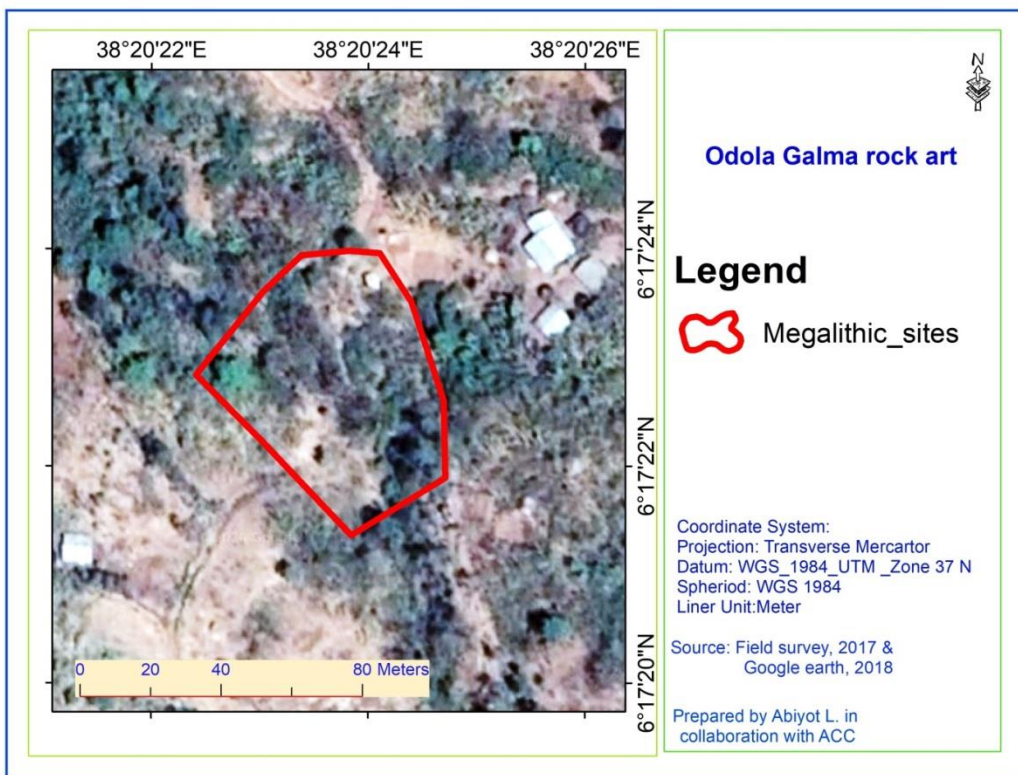 38°20'22"E 38°20'24"E 38°20'26"E
6°17'24"N
6°17'22"N
6°17'20"N
0 20 40 80 Meters
N
Odola Galma rock art
Legend
Megalithic_sites
Coordinate System:
Projection: Transverse Mercartor
Datum: WGS_1984_UTM _Zone 37 N
Spheriod: WGS 1984
Liner Unit:Meter
Source: Field survey, 2017 &
Google earth, 2018
Prepared by Abiyot L. in
collaboration with ACC